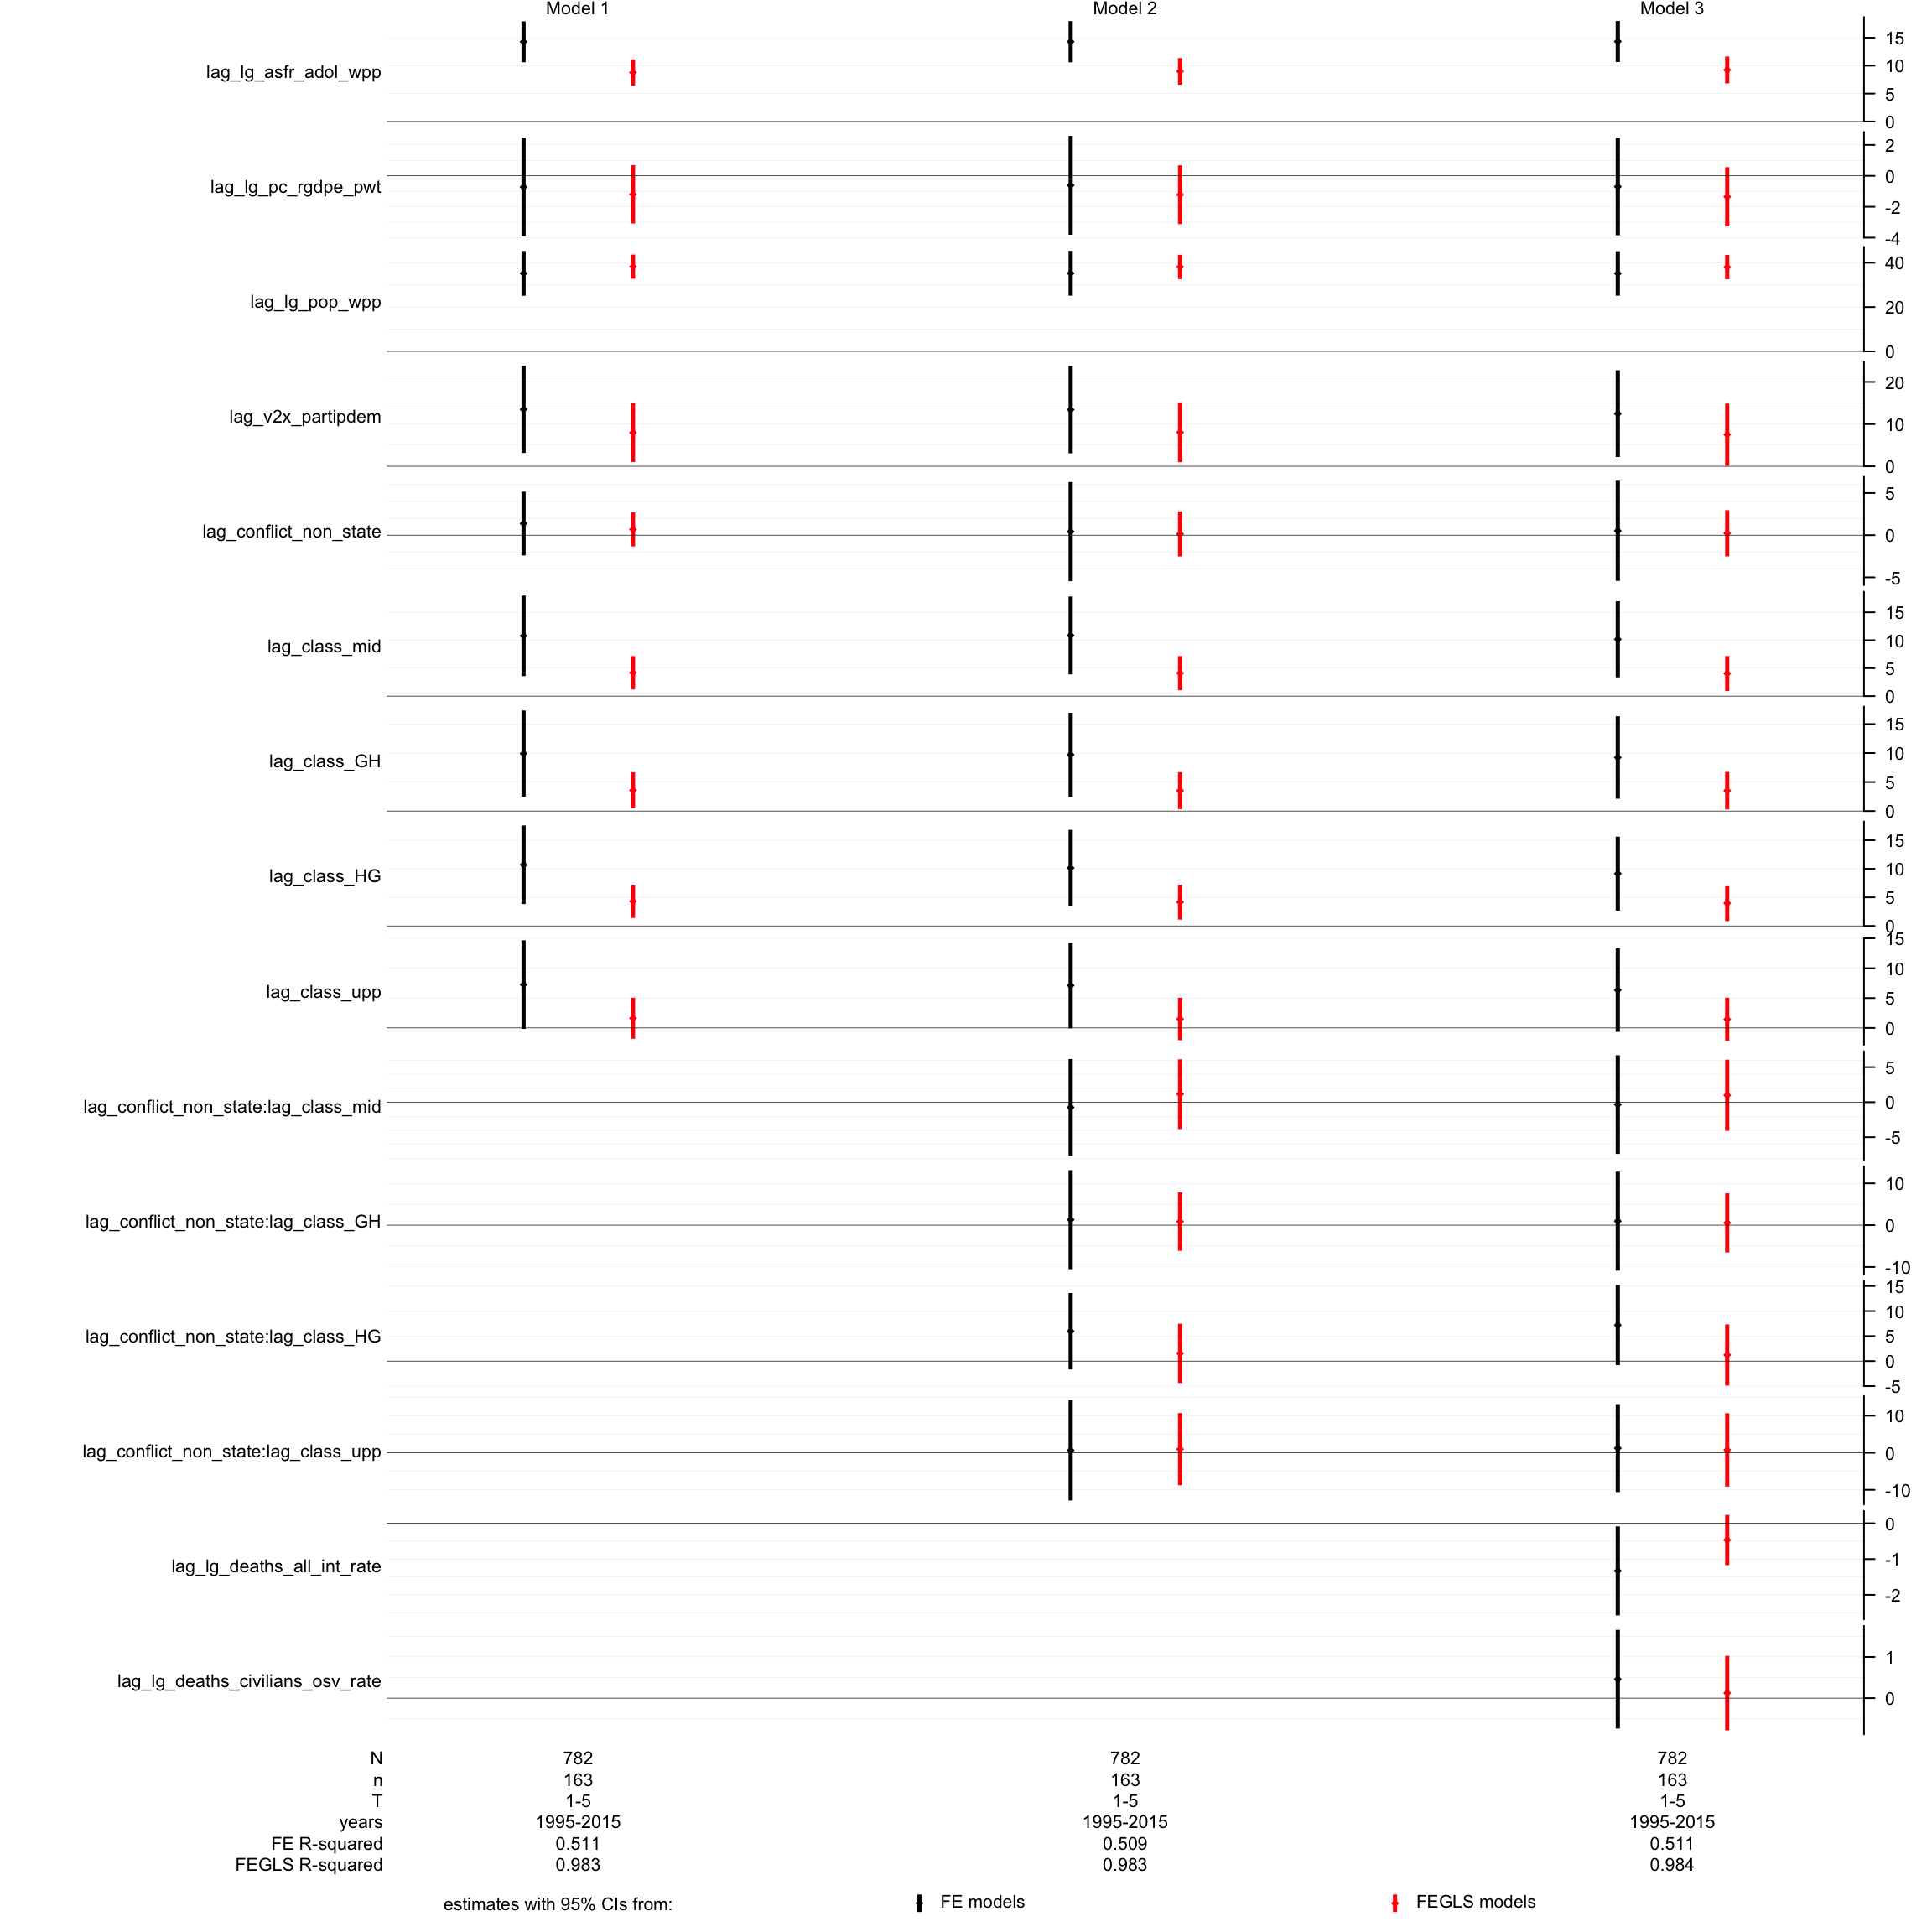 Model 1 Model 2 Model 3
15
lag_lg_asfr_adol_wpp 10
5
0
2
0
lag_lg_pc_rgdpe_pwt
-2
-4
40
lag_lg_pop_wpp 20
0
20
lag_v2x_partipdem 10
0
5
lag_conflict_non_state 0
-5
15
lag_class_mid 10
5
0
15
lag_class_GH 10
5
0
15
lag_class_HG 10
5
0
15
10
lag_class_upp 5
0
5
lag_conflict_non_state:lag_class_mid 0
-5
10
lag_conflict_non_state:lag_class_GH 0
-10
15
10
lag_conflict_non_state:lag_class_HG 5
0
-5
10
lag_conflict_non_state:lag_class_upp 0
-10
0
lag_lg_deaths_all_int_rate -1
-2
1
lag_lg_deaths_civilians_osv_rate 0
N 782 782 782
n 163 163 163
T 1-5 1-5 1-5
years 1995-2015 1995-2015 1995-2015
FE R-squared 0.511 0.509 0.511
FEGLS R-squared 0.983 0.983 0.984
estimates with 95% CIs from: FE models FEGLS models